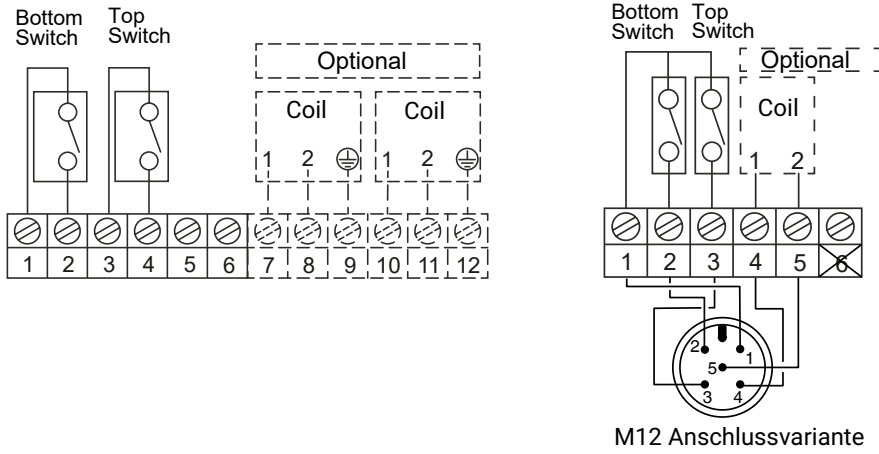 Bottom Switch
Top Switch
Optional
Coil
Coil
1 2
1 2
1 2 3 4 5 6 7 8 9 10 11 12
Bottom Switch
Top Switch
Optional
Coil
1 2
1 2 3 4 5 6
2 1
5
3 4
M12 Anschlussvariante